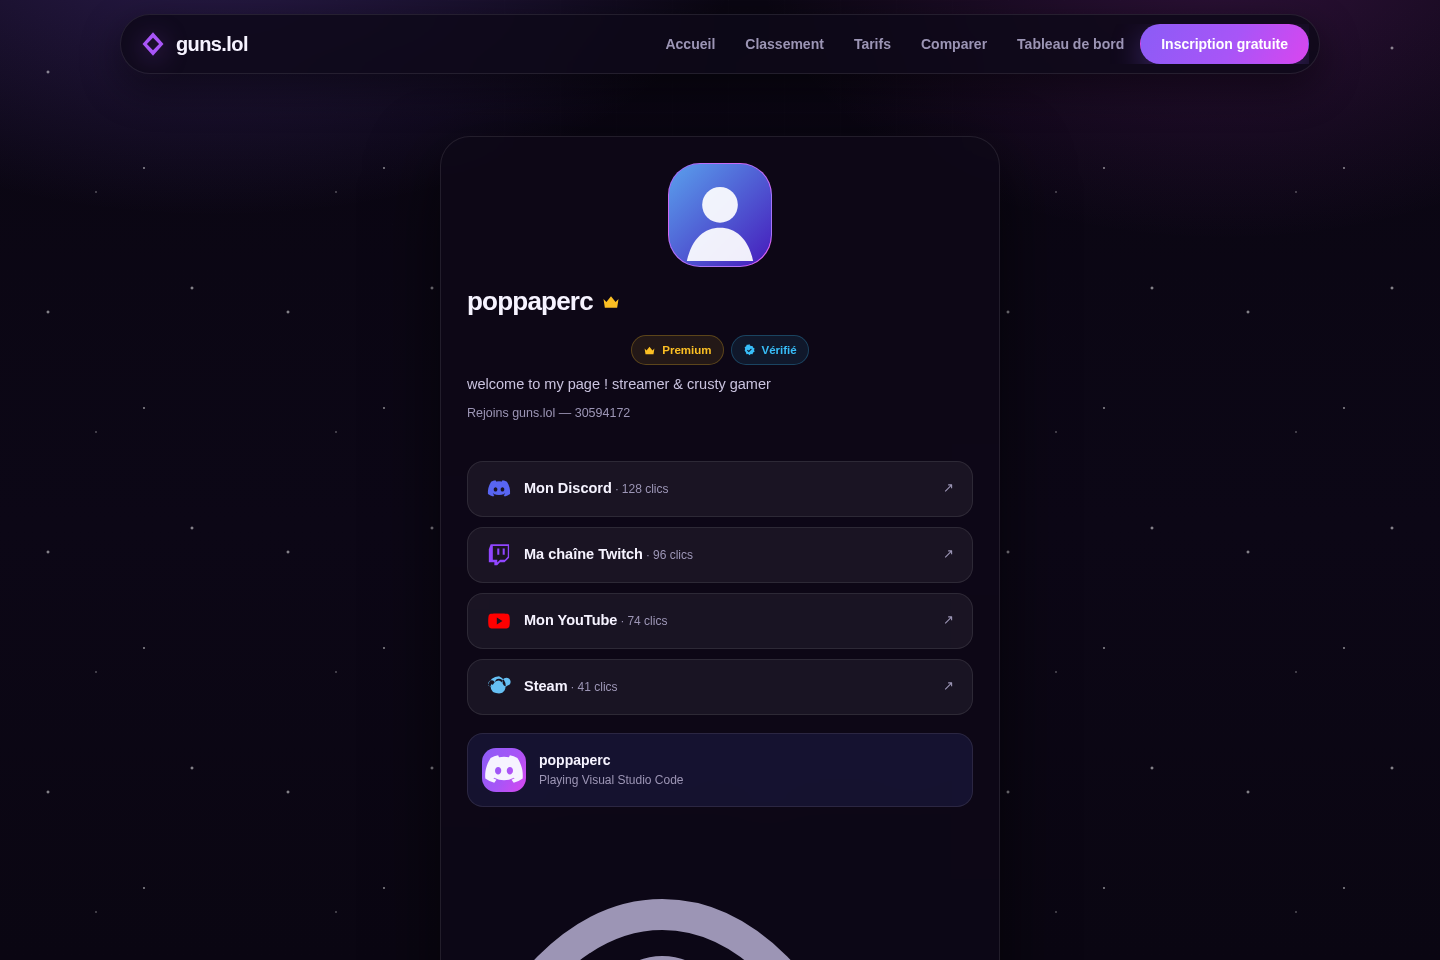 guns.lol
Accueil
Classement
Tarifs
Comparer
Tableau de bord
Inscription gratuite
poppaperc
Premium
Vérifié
welcome to my page ! streamer & crusty gamer
Rejoins guns.lol — 30594172
Mon Discord · 128 clics ↗
Ma chaîne Twitch · 96 clics ↗
Mon YouTube · 74 clics ↗
Steam · 41 clics ↗
poppaperc
Playing Visual Studio Code